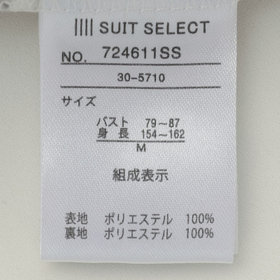 SUIT SELECT
NO. 724611SS
30-5710
サイズ
バスト 79~87
身長 154~162
M
組成表示
表地 ポリエステル 100%
裏地 ポリエステル 100%